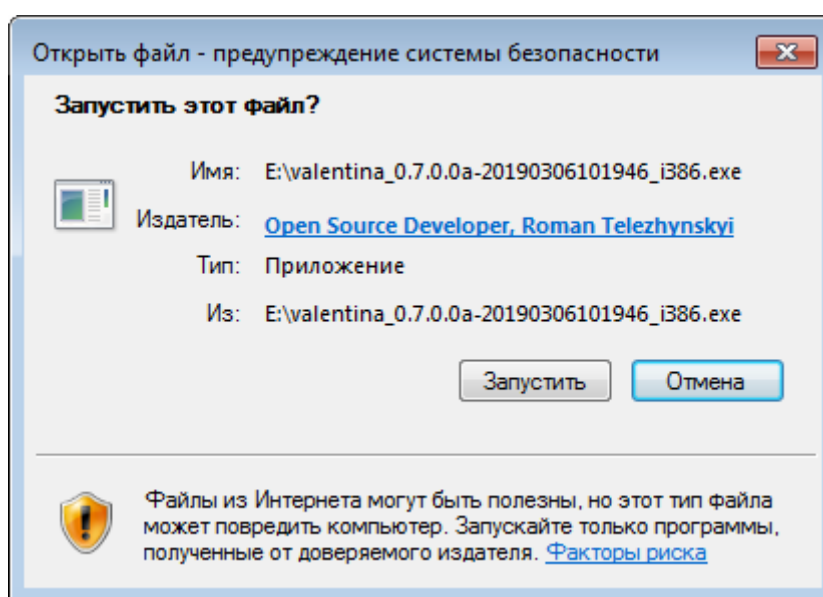 Открыть файл - предупреждение системы безопасности
Запустить этот файл?
Имя: E:\valentina_0.7.0.0a-20190306101946_i386.exe
Издатель: Open Source Developer, Roman Telezhynskyi
Тип: Приложение
Из: E:\valentina_0.7.0.0a-20190306101946_i386.exe
Запустить Отмена
Файлы из Интернета могут быть полезны, но этот тип файла
может повредить компьютер. Запускайте только программы,
полученные от доверяемого издателя. Факторы риска